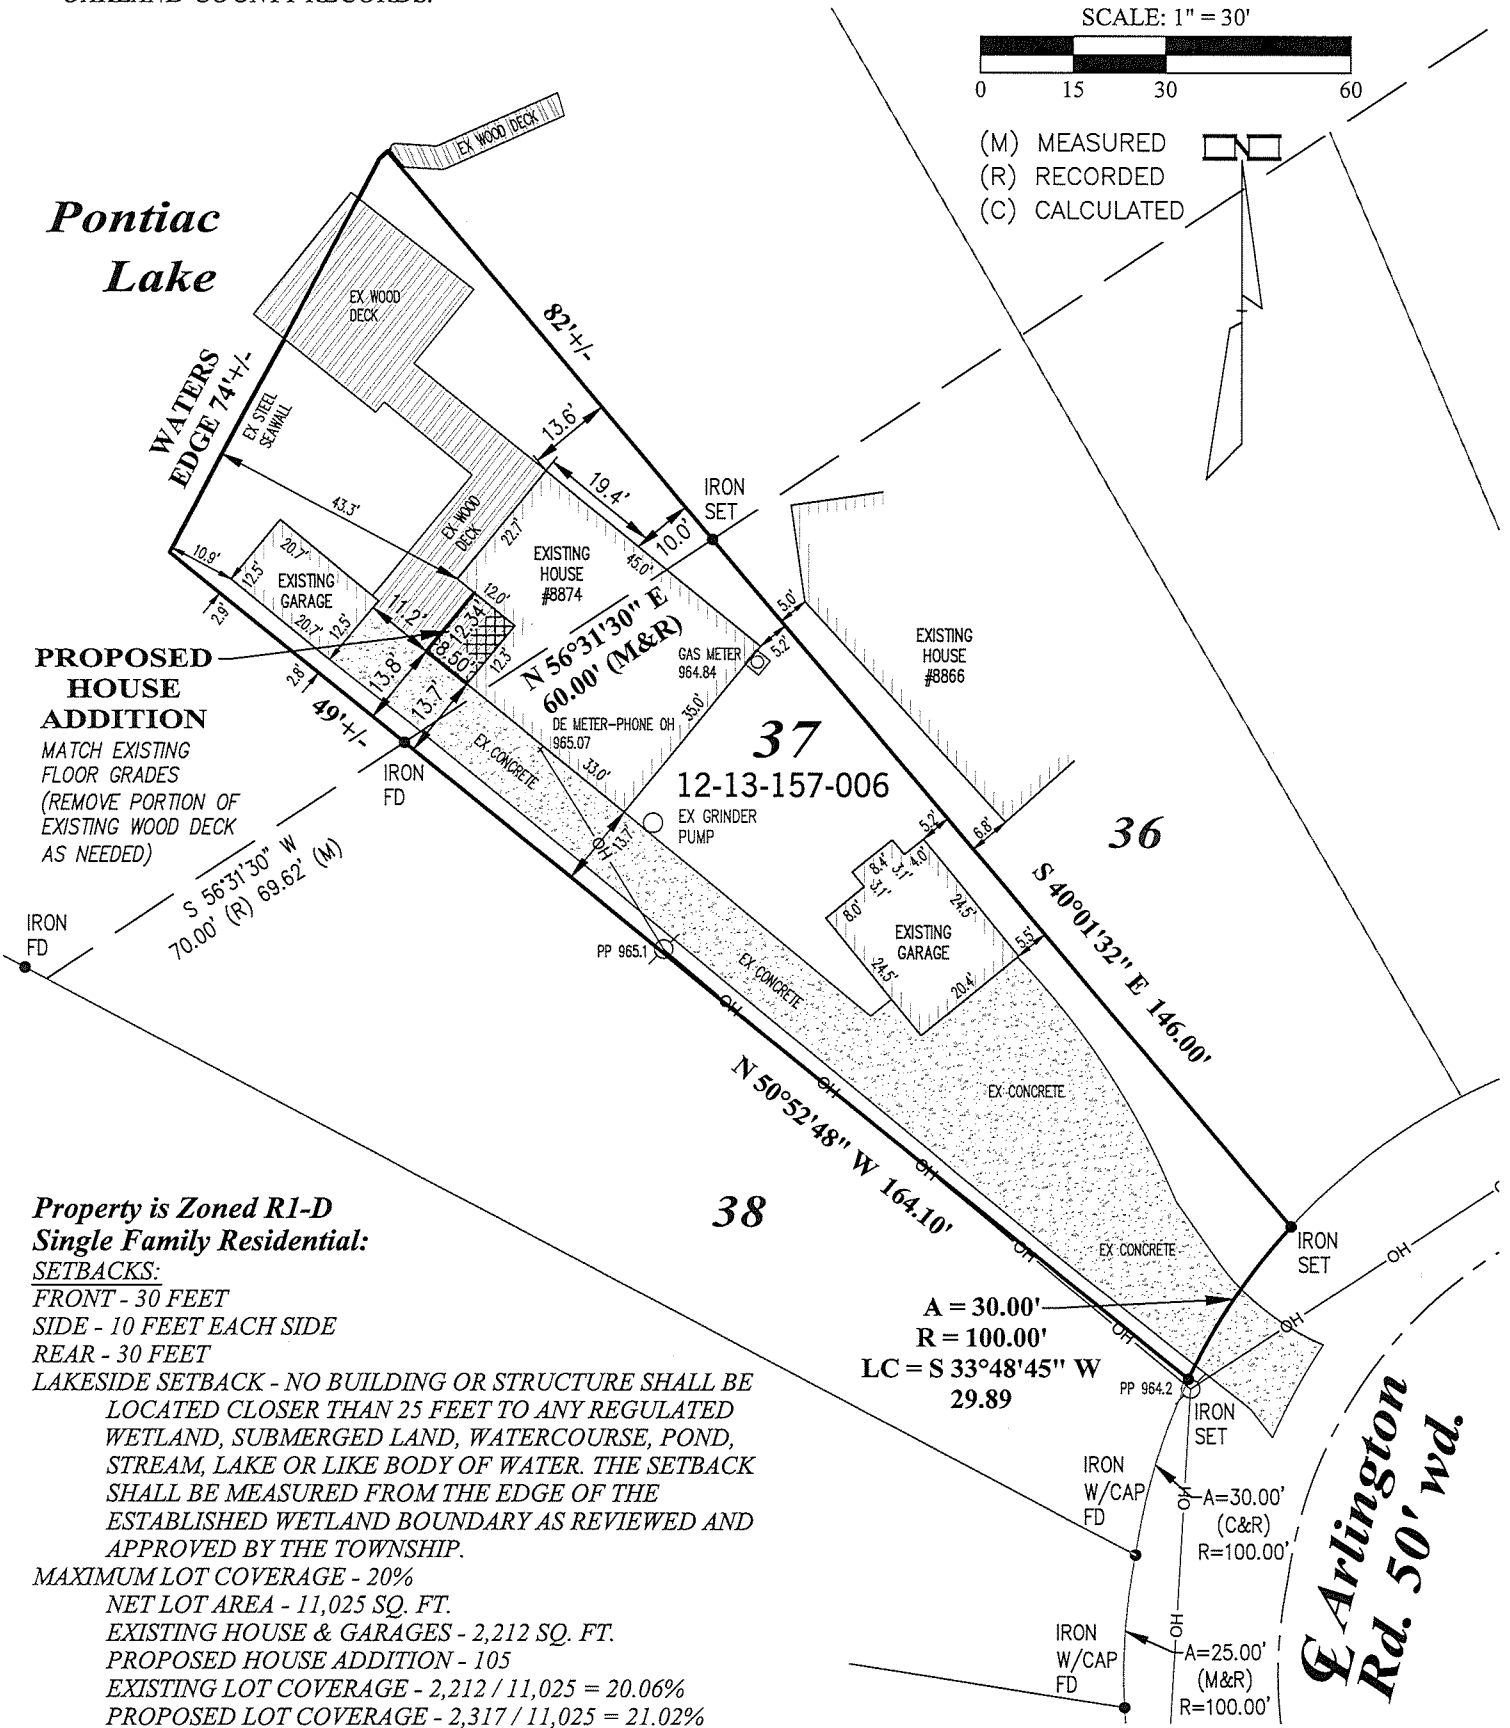 SCALE: 1" = 30'
0 15 30 60
(M) MEASURED
(R) RECORDED
(C) CALCULATED
N
EX WOOD DECK
Pontiac
Lake
EX WOOD
DECK
82'+/-
WATERS
EDGE 74'+/-
EX STEEL
SEAWALL
13.6'
19.4'
10.0'
IRON
SET
43.3'
EX WOOD
DECK
22.7'
EXISTING
HOUSE
#8874
45.0'
10.9'
20.7'
12.5'
EXISTING
GARAGE
20.7'
12.5'
2.9'
2.8'
11.2'
12.0'
8.50'
12.3'
13.8'
13.7'
N 56°31'30" E
60.00' (M&R)
5.0'
5.2'
GAS METER
964.84
EXISTING
HOUSE
#8866
PROPOSED
HOUSE
ADDITION
MATCH EXISTING
FLOOR GRADES
(REMOVE PORTION OF
EXISTING WOOD DECK
AS NEEDED)
49'+/-
IRON
FD
DE METER-PHONE OH
965.07
35.0'
33.0'
EX CONCRETE
37
12-13-157-006
EX GRINDER
PUMP
OH
13.7'
36
S 56°31'30" W
70.00' (R) 69.62' (M)
IRON
FD
5.2'
6.8'
8.4'
3.1'
4.0'
3.1'
8.0'
24.5'
EXISTING
GARAGE
24.5'
20.4'
5.5'
S 40°01'32" E 146.00'
PP 965.1
EX CONCRETE
OH
N 50°52'48" W 164.10'
OH
EX CONCRETE
OH
38
EX CONCRETE
OH
OH
IRON
SET
OH
OH
A = 30.00'
R = 100.00'
LC = S 33°48'45" W
29.89
PP 964.2
IRON
SET
IRON
W/CAP
FD
OH
A=30.00'
(C&R)
R=100.00'
IRON
W/CAP
FD
OH
A=25.00'
(M&R)
R=100.00'
℄ Arlington
Rd. 50' wd.
Property is Zoned R1-D
Single Family Residential:
SETBACKS:
FRONT - 30 FEET
SIDE - 10 FEET EACH SIDE
REAR - 30 FEET
LAKESIDE SETBACK - NO BUILDING OR STRUCTURE SHALL BE
LOCATED CLOSER THAN 25 FEET TO ANY REGULATED
WETLAND, SUBMERGED LAND, WATERCOURSE, POND,
STREAM, LAKE OR LIKE BODY OF WATER. THE SETBACK
SHALL BE MEASURED FROM THE EDGE OF THE
ESTABLISHED WETLAND BOUNDARY AS REVIEWED AND
APPROVED BY THE TOWNSHIP.
MAXIMUM LOT COVERAGE - 20%
NET LOT AREA - 11,025 SQ. FT.
EXISTING HOUSE & GARAGES - 2,212 SQ. FT.
PROPOSED HOUSE ADDITION - 105
EXISTING LOT COVERAGE - 2,212 / 11,025 = 20.06%
PROPOSED LOT COVERAGE - 2,317 / 11,025 = 21.02%